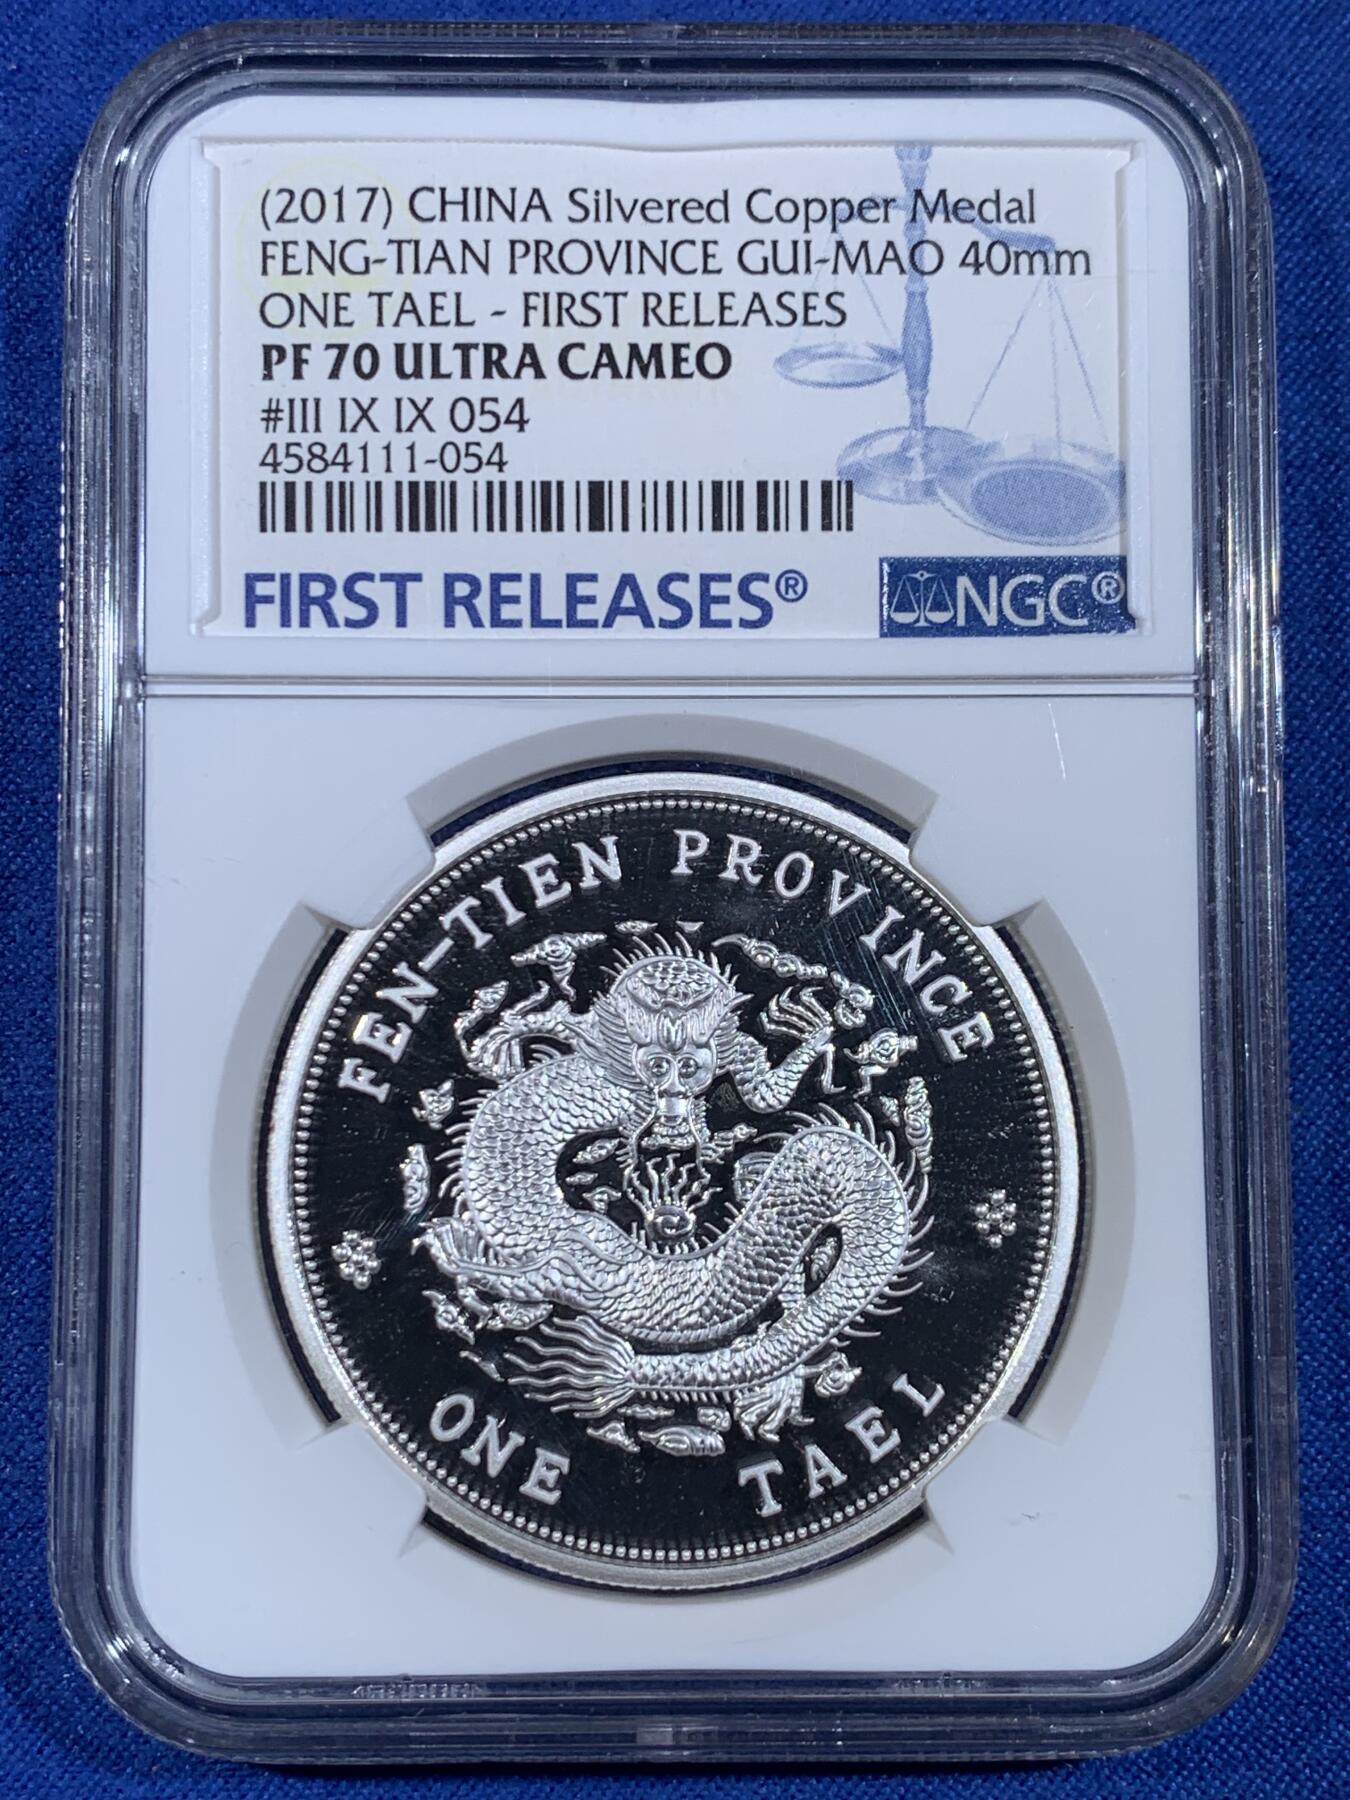 (2017) CHINA Silvered Copper Medal
FENG-TIAN PROVINCE GUI-MAO 40mm
ONE TAEL - FIRST RELEASES
PF 70 ULTRA CAMEO
#III IX IX 054
4584111-054
FIRST RELEASES®
NGC®
FEN-TIEN PROVINCE
ONE TAEL